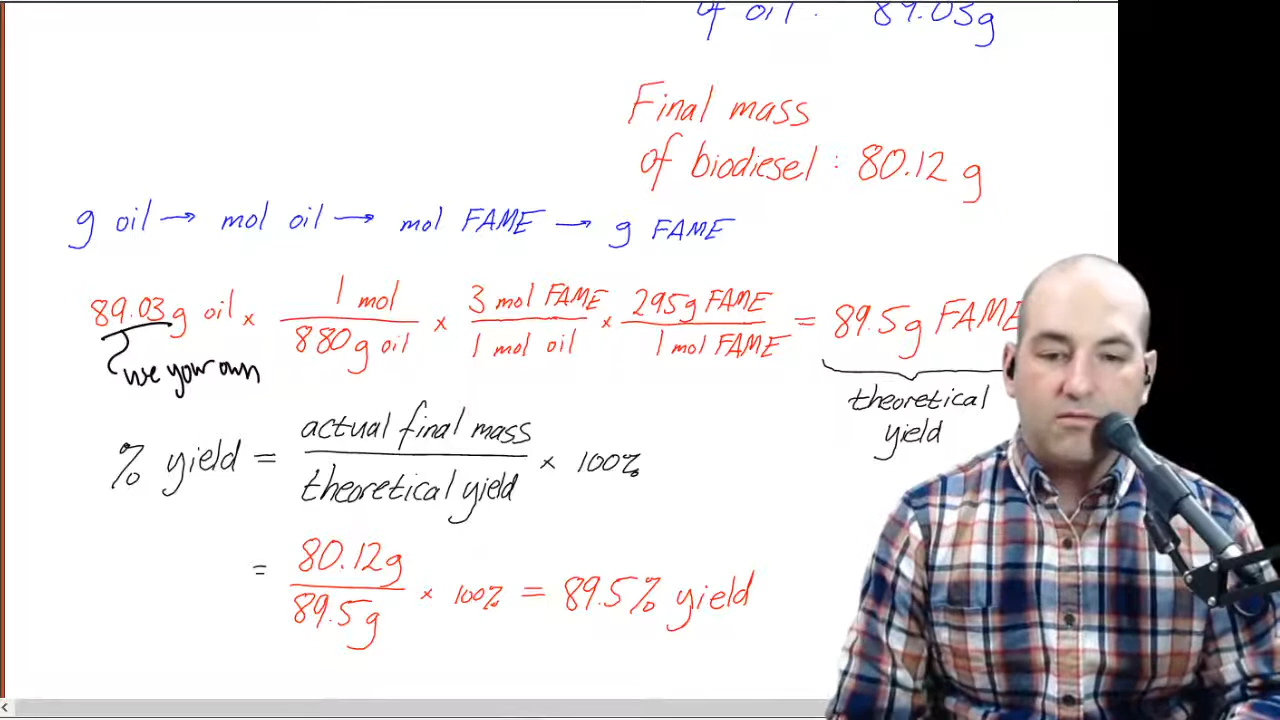 of oil : 89.03g
Final mass
of biodiesel : 80.12 g
g oil → mol oil → mol FAME → g FAME
89.03g oil × 1 mol / 880 g oil × 3 mol FAME / 1 mol oil × 295g FAME / 1 mol FAME = 89.5g FAME
use your own
theoretical
yield
% yield = actual final mass / theoretical yield × 100%
= 80.12g / 89.5g × 100% = 89.5% yield